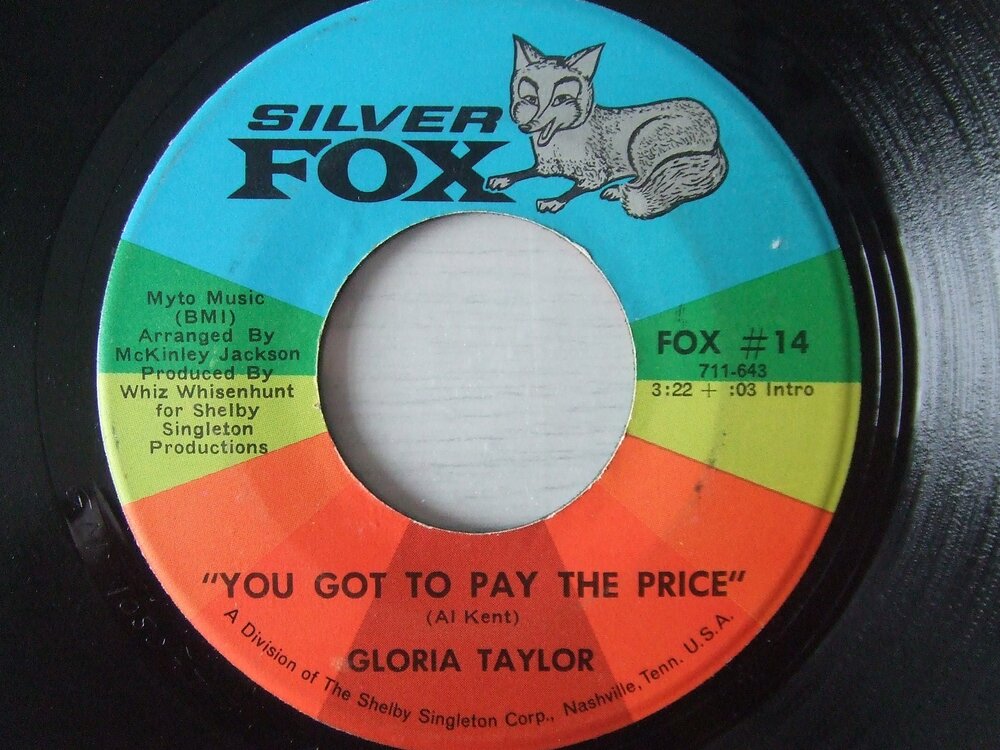 SILVER
FOX
Myto Music
(BMI)
Arranged By
McKinley Jackson
Produced By
Whiz Whisenhunt
for Shelby
Singleton
Productions
FOX #14
711-643
3:22 + :03 Intro
"YOU GOT TO PAY THE PRICE"
(Al Kent)
GLORIA TAYLOR
A Division of The Shelby Singleton Corp., Nashville, Tenn. U.S.A.